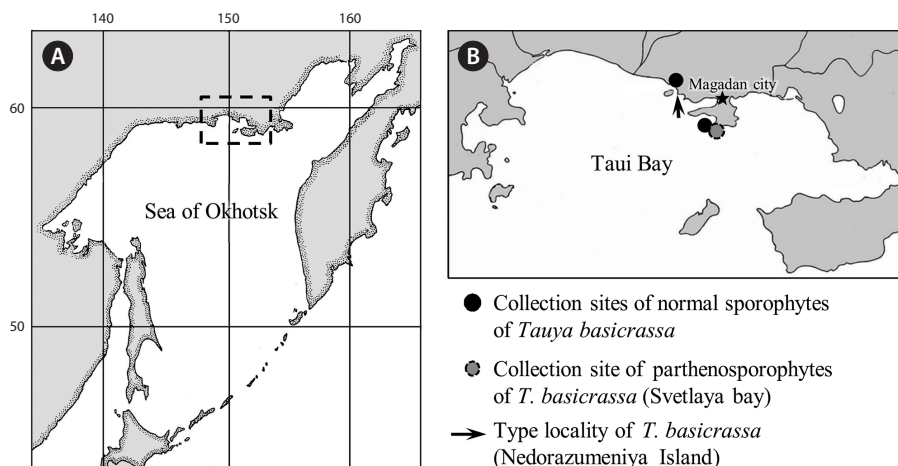 140 150 160
A
60
Sea of Okhotsk
50
B
Magadan city
Taui Bay
Collection sites of normal sporophytes
of Tauya basicrassa
Collection site of parthenosporophytes
of T. basicrassa (Svetlaya bay)
Type locality of T. basicrassa
(Nedorazumeniya Island)